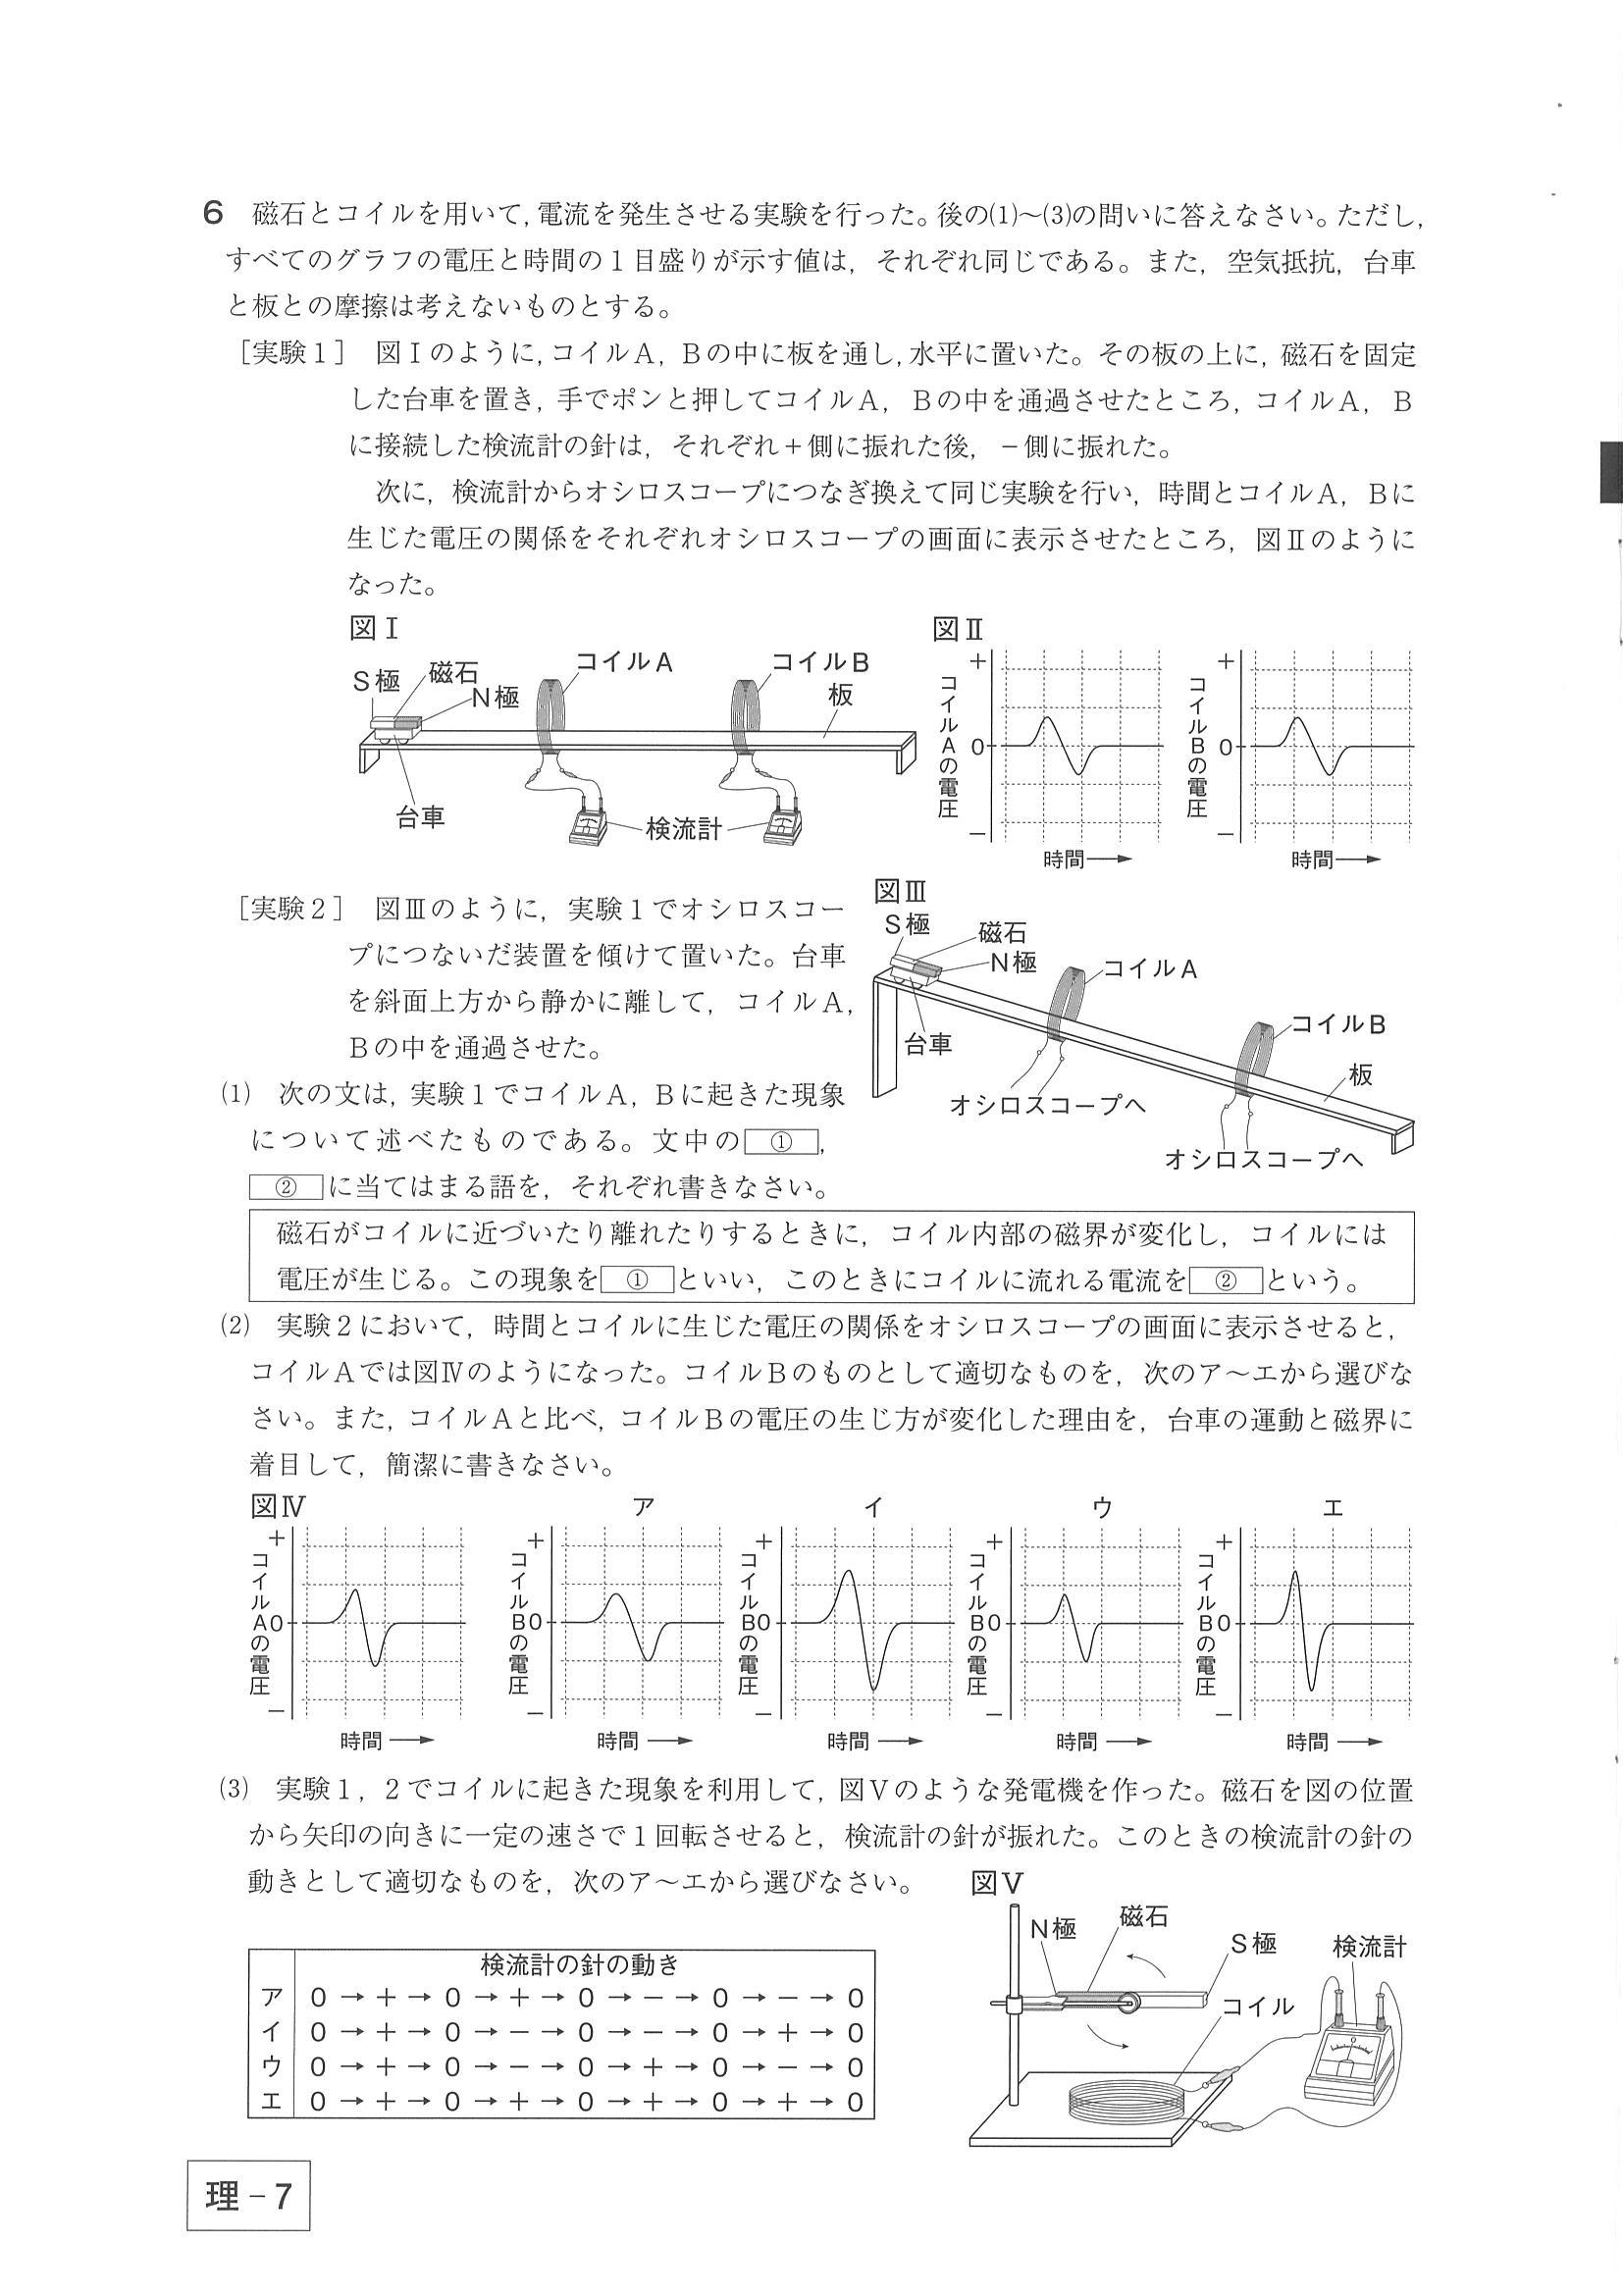 6 磁石とコイルを用いて,電流を発生させる実験を行った。後の(1)～(3)の問いに答えなさい。ただし,
すべてのグラフの電圧と時間の1目盛りが示す値は,それぞれ同じである。また,空気抵抗,台車
と板との摩擦は考えないものとする。
［実験1］ 図Ⅰのように,コイルA,Bの中に板を通し,水平に置いた。その板の上に,磁石を固定
した台車を置き,手でポンと押してコイルA,Bの中を通過させたところ,コイルA,B
に接続した検流計の針は,それぞれ＋側に振れた後,－側に振れた。
次に,検流計からオシロスコープにつなぎ換えて同じ実験を行い,時間とコイルA,Bに
生じた電圧の関係をそれぞれオシロスコープの画面に表示させたところ,図Ⅱのように
なった。
図Ⅰ
S極
磁石
N極
コイルA
コイルB
板
台車
検流計
図Ⅱ
＋
コイルAの電圧
0
－
時間→
＋
コイルBの電圧
0
－
時間→
［実験2］ 図Ⅲのように,実験1でオシロスコー
プにつないだ装置を傾けて置いた。台車
を斜面上方から静かに離して,コイルA,
Bの中を通過させた。
図Ⅲ
S極
磁石
N極
コイルA
コイルB
台車
板
オシロスコープへ
オシロスコープへ
(1) 次の文は,実験1でコイルA,Bに起きた現象
について述べたものである。文中の ① ,
② に当てはまる語を,それぞれ書きなさい。
磁石がコイルに近づいたり離れたりするときに,コイル内部の磁界が変化し,コイルには
電圧が生じる。この現象を ① といい,このときにコイルに流れる電流を ② という。
(2) 実験2において,時間とコイルに生じた電圧の関係をオシロスコープの画面に表示させると,
コイルAでは図Ⅳのようになった。コイルBのものとして適切なものを,次のア～エから選びな
さい。また,コイルAと比べ,コイルBの電圧の生じ方が変化した理由を,台車の運動と磁界に
着目して,簡潔に書きなさい。
図Ⅳ
＋
コイルAの電圧
0
－
時間→
ア
＋
コイルBの電圧
0
－
時間→
イ
＋
コイルBの電圧
0
－
時間→
ウ
＋
コイルBの電圧
0
－
時間→
エ
＋
コイルBの電圧
0
－
時間→
(3) 実験1,2でコイルに起きた現象を利用して,図Ⅴのような発電機を作った。磁石を図の位置
から矢印の向きに一定の速さで1回転させると,検流計の針が振れた。このときの検流計の針の
動きとして適切なものを,次のア～エから選びなさい。
検流計の針の動き
ア 0→＋→0→＋→0→－→0→－→0
イ 0→＋→0→－→0→－→0→＋→0
ウ 0→＋→0→－→0→＋→0→－→0
エ 0→＋→0→＋→0→＋→0→＋→0
図Ⅴ
N極
磁石
S極
検流計
コイル
0
理－7